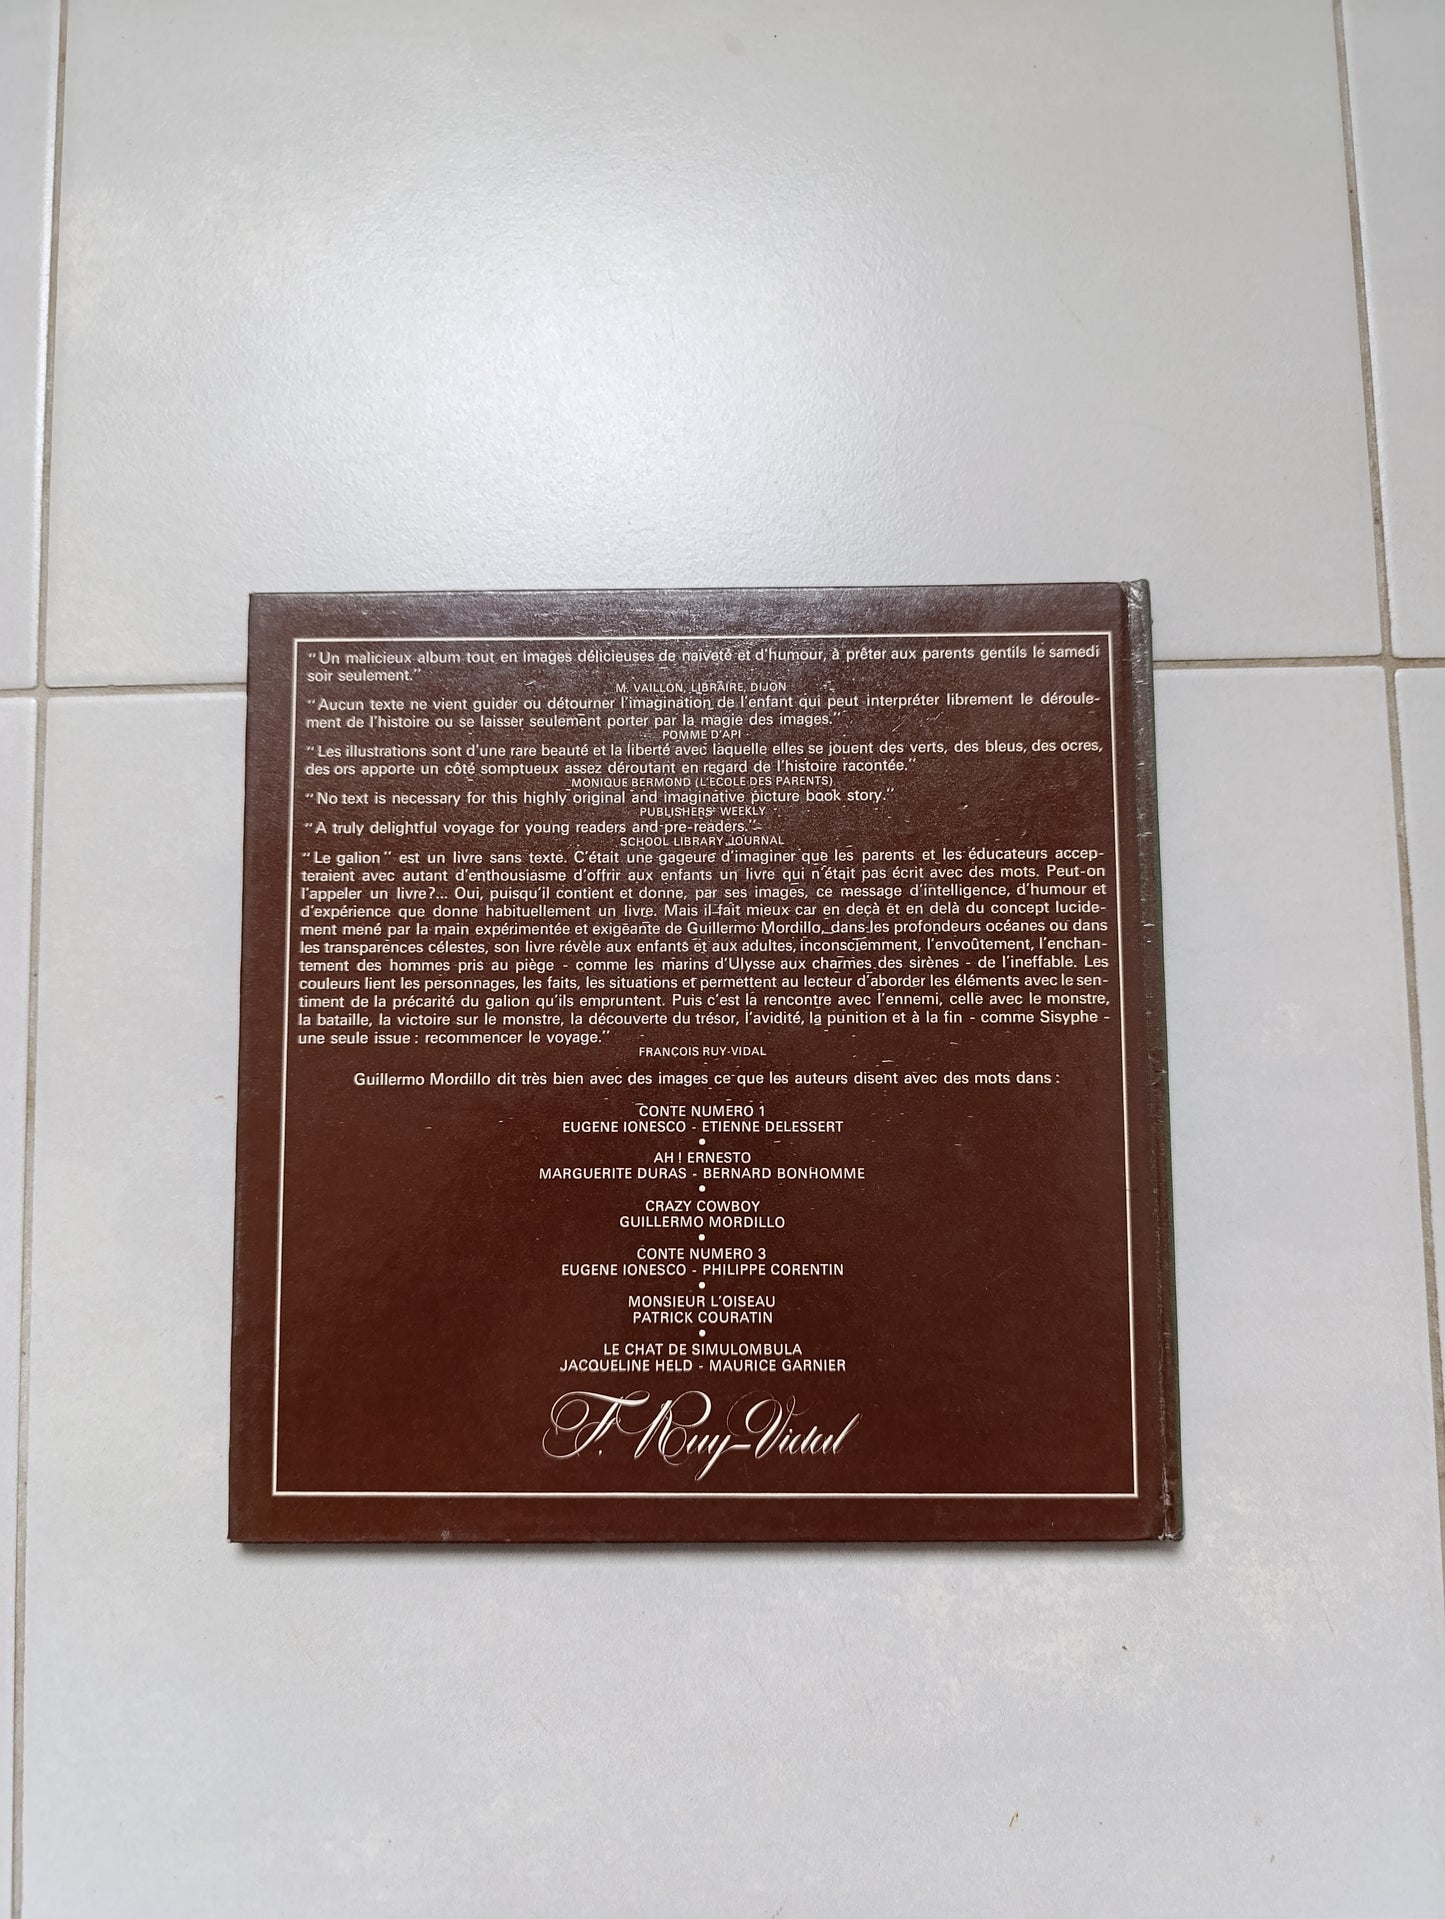 “Un malicieux album tout en images délicieuses de naïveté et d'humour, à prêter aux parents gentils le samedi
soir seulement.”
M. VAILLON, LIBRAIRE, DIJON
“Aucun texte ne vient guider ou détourner l'imagination de l'enfant qui peut interpréter librement le déroule-
ment de l'histoire ou se laisser seulement porter par la magie des images.”
POMME D'API
“Les illustrations sont d'une rare beauté et la liberté avec laquelle elles se jouent des verts, des bleus, des ocres,
des ors apporte un côté somptueux assez déroutant en regard de l'histoire racontée.”
MONIQUE BERMOND (L'ECOLE DES PARENTS)
“No text is necessary for this highly original and imaginative picture book story.”
PUBLISHERS' WEEKLY
“A truly delightful voyage for young readers and pre-readers.”
SCHOOL LIBRARY JOURNAL
“Le galion” est un livre sans texte. C'était une gageure d'imaginer que les parents et les éducateurs accep-
teraient avec autant d'enthousiasme d'offrir aux enfants un livre qui n'était pas écrit avec des mots. Peut-on
l'appeler un livre?... Oui, puisqu'il contient et donne, par ses images, ce message d'intelligence, d'humour et
d'expérience que donne habituellement un livre. Mais il fait mieux car en deçà et en delà du concept lucide-
ment mené par la main expérimentée et exigeante de Guillermo Mordillo, dans les profondeurs océanes ou dans
les transparences célestes, son livre révèle aux enfants et aux adultes, inconsciemment, l'envoûtement, l'enchan-
tement des hommes pris au piège - comme les marins d'Ulysse aux charmes des sirènes - de l'ineffable. Les
couleurs lient les personnages, les faits, les situations et permettent au lecteur d'aborder les éléments avec le sen-
timent de la précarité du galion qu'ils empruntent. Puis c'est la rencontre avec l'ennemi, celle avec le monstre,
la bataille, la victoire sur le monstre, la découverte du trésor, l'avidité, la punition et à la fin - comme Sisyphe -
une seule issue : recommencer le voyage.”
FRANÇOIS RUY-VIDAL
Guillermo Mordillo dit très bien avec des images ce que les auteurs disent avec des mots dans :
CONTE NUMERO 1
EUGENE IONESCO - ETIENNE DELESSERT
•
AH ! ERNESTO
MARGUERITE DURAS - BERNARD BONHOMME
•
CRAZY COWBOY
GUILLERMO MORDILLO
•
CONTE NUMERO 3
EUGENE IONESCO - PHILIPPE CORENTIN
•
MONSIEUR L'OISEAU
PATRICK COURATIN
•
LE CHAT DE SIMULOMBULA
JACQUELINE HELD - MAURICE GARNIER
F. Ruy-Vidal